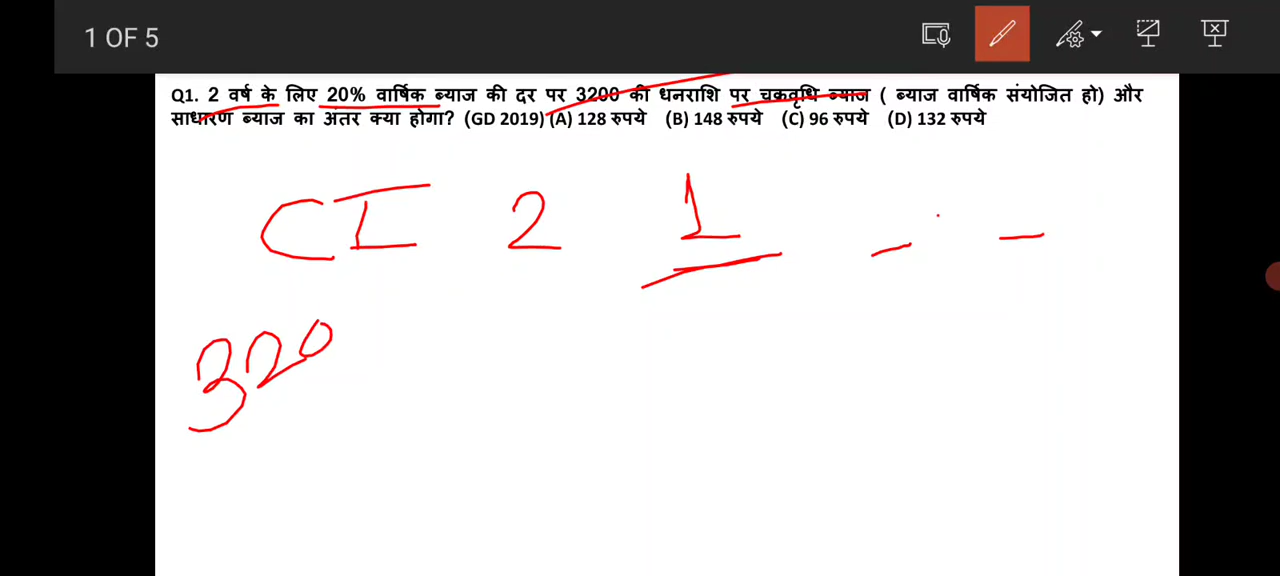 1 OF 5
Q1. 2 वर्ष के लिए 20% वार्षिक ब्याज की दर पर 3200 की धनराशि पर चक्रवृधि ब्याज ( ब्याज वार्षिक संयोजित हो) और
साधारण ब्याज का अंतर क्या होगा? (GD 2019) (A) 128 रुपये (B) 148 रुपये (C) 96 रुपये (D) 132 रुपये
CI 2 1
320